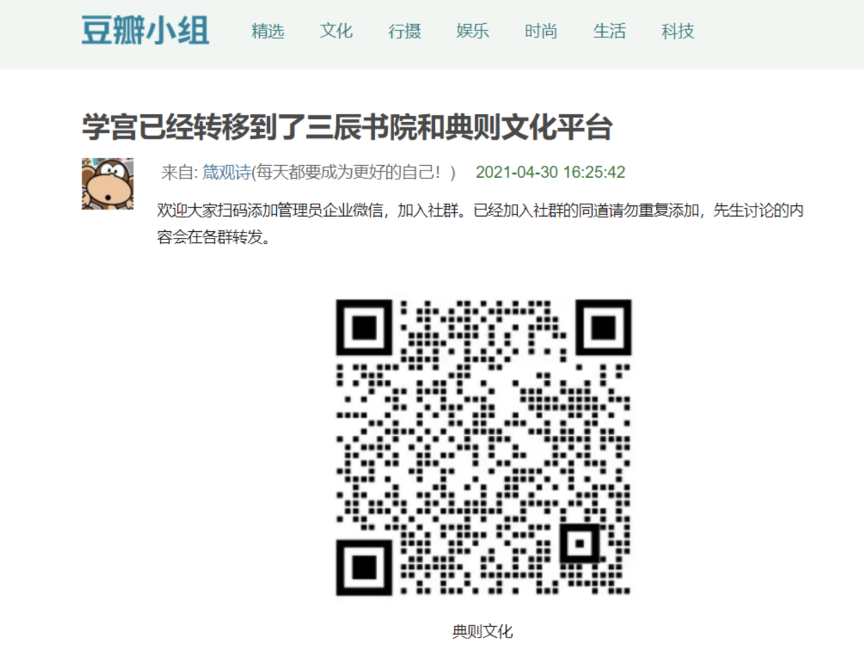 豆瓣小组 精选 文化 行摄 娱乐 时尚 生活 科技
学宫已经转移到了三辰书院和典则文化平台
来自: 箴观诗(每天都要成为更好的自己！) 2021-04-30 16:25:42
欢迎大家扫码添加管理员企业微信，加入社群。已经加入社群的同道请勿重复添加，先生讨论的内
容会在各群转发。
典则文化